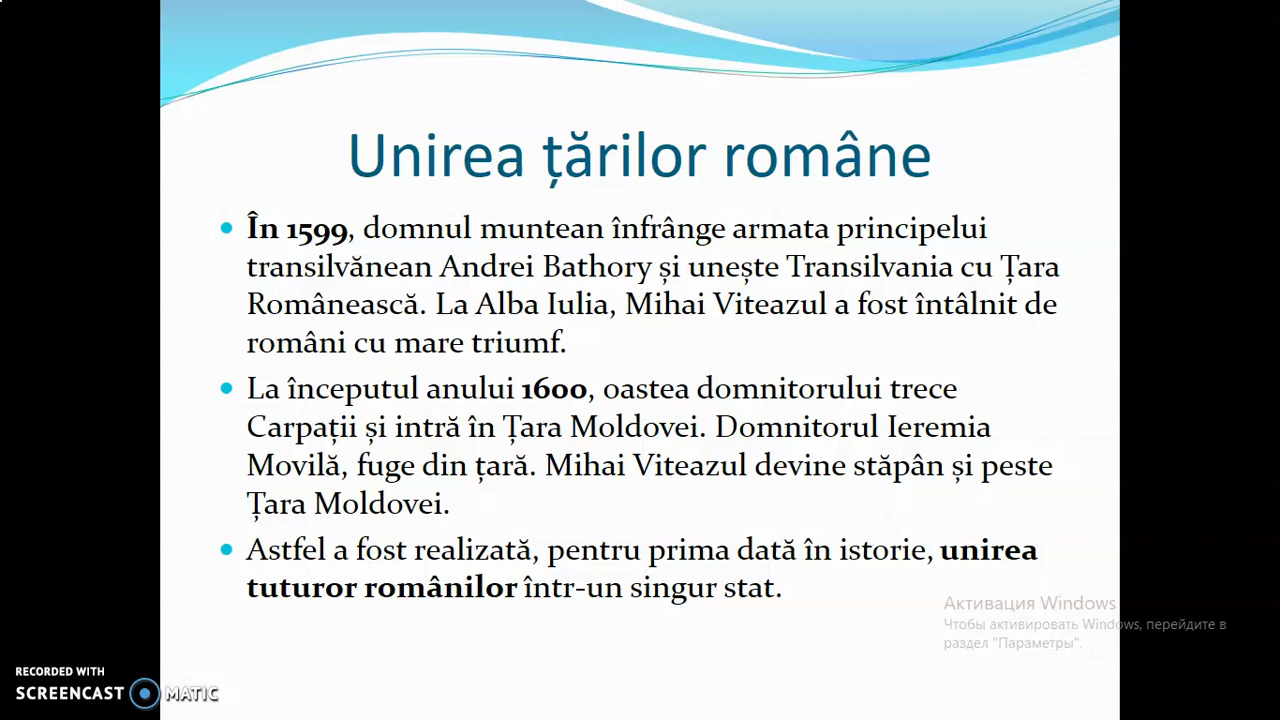 Unirea țărilor române
• În 1599, domnul muntean înfrânge armata principelui
transilvănean Andrei Bathory și unește Transilvania cu Țara
Românească. La Alba Iulia, Mihai Viteazul a fost întâlnit de
români cu mare triumf.
• La începutul anului 1600, oastea domnitorului trece
Carpații și intră în Țara Moldovei. Domnitorul Ieremia
Movilă, fuge din țară. Mihai Viteazul devine stăpân și peste
Țara Moldovei.
• Astfel a fost realizată, pentru prima dată în istorie, unirea
tuturor românilor într-un singur stat.
Активация Windows
Чтобы активировать Windows, перейдите в
раздел "Параметры".
RECORDED WITH
SCREENCAST MATIC